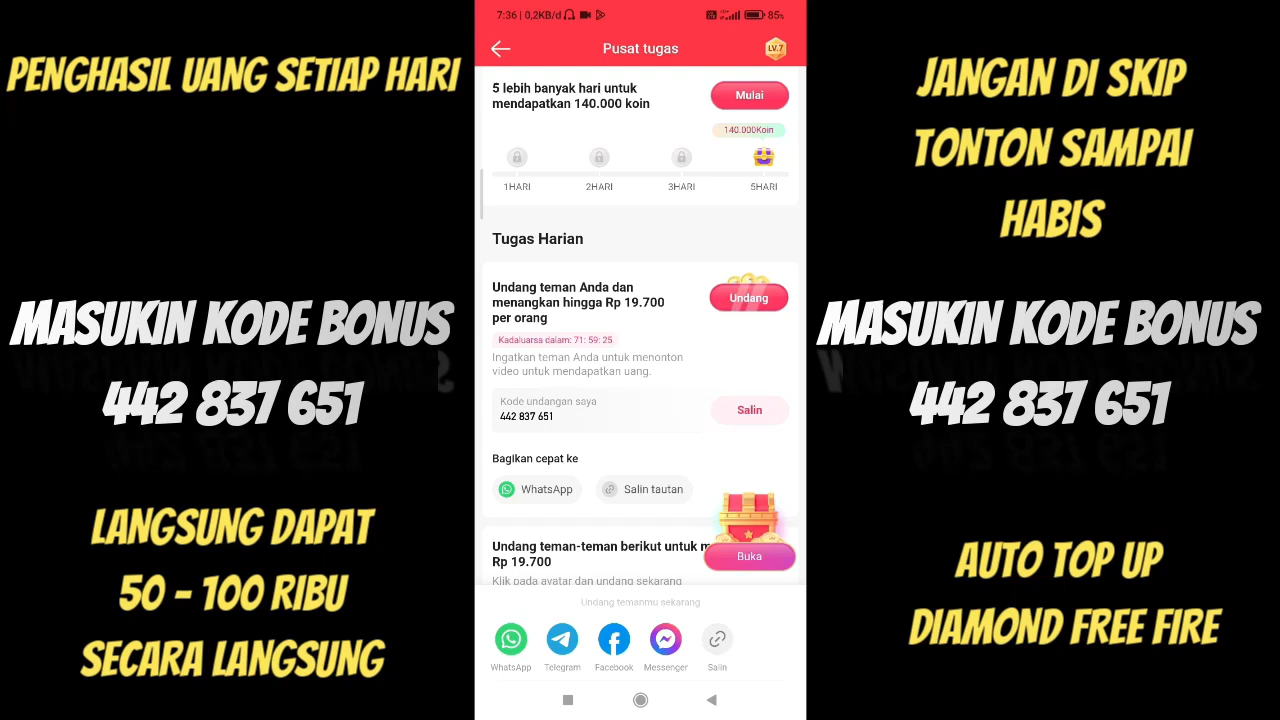 PENGHASIL UANG SETIAP HARI
MASUKIN KODE BONUS
442 837 651
LANGSUNG DAPAT
50 - 100 RIBU
SECARA LANGSUNG
7:36 | 0,2KB/d
85%
Pusat tugas
LV.7
5 lebih banyak hari untuk
mendapatkan 140.000 koin
Mulai
140.000Koin
1HARI
2HARI
3HARI
5HARI
Tugas Harian
Undang teman Anda dan
menangkan hingga Rp 19.700
per orang
Undang
Kadaluarsa dalam: 71: 59: 25
Ingatkan teman Anda untuk menonton
video untuk mendapatkan uang.
Kode undangan saya
442 837 651
Salin
Bagikan cepat ke
WhatsApp
Salin tautan
Undang teman-teman berikut untuk m
Rp 19.700
Buka
Klik pada avatar dan undang sekarang
Undang temanmu sekarang
WhatsApp
Telegram
Facebook
Messenger
Salin
JANGAN DI SKIP
TONTON SAMPAI
HABIS
MASUKIN KODE BONUS
442 837 651
AUTO TOP UP
DIAMOND FREE FIRE